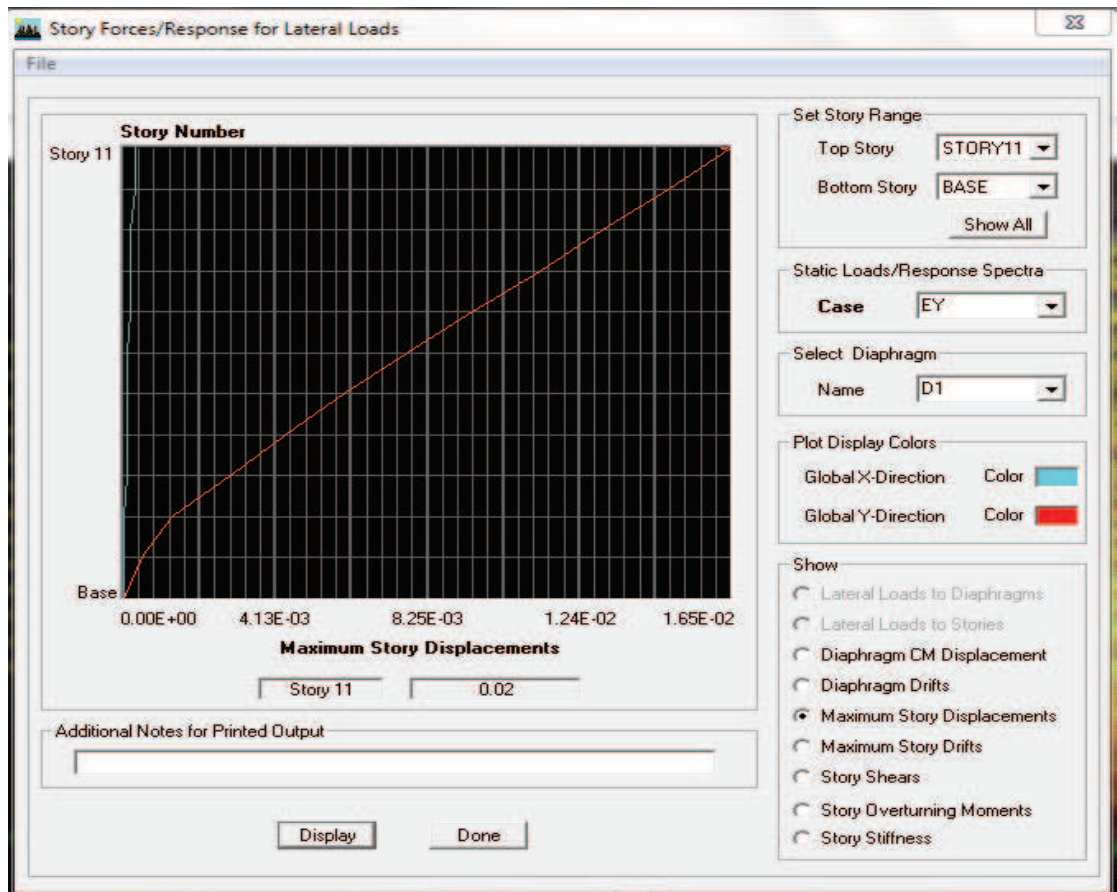 Story Forces/Response for Lateral Loads
File
Story Number
Story 11
Base
0.00E+00 4.13E-03 8.25E-03 1.24E-02 1.65E-02
Maximum Story Displacements
Story 11 0.02
Additional Notes for Printed Output
Display Done
Set Story Range
Top Story STORY11
Bottom Story BASE
Show All
Static Loads/Response Spectra
Case EY
Select Diaphragm
Name D1
Plot Display Colors
Global X-Direction Color
Global Y-Direction Color
Show
Lateral Loads to Diaphragms
Lateral Loads to Stories
Diaphragm CM Displacement
Diaphragm Drifts
Maximum Story Displacements
Maximum Story Drifts
Story Shears
Story Overturning Moments
Story Stiffness